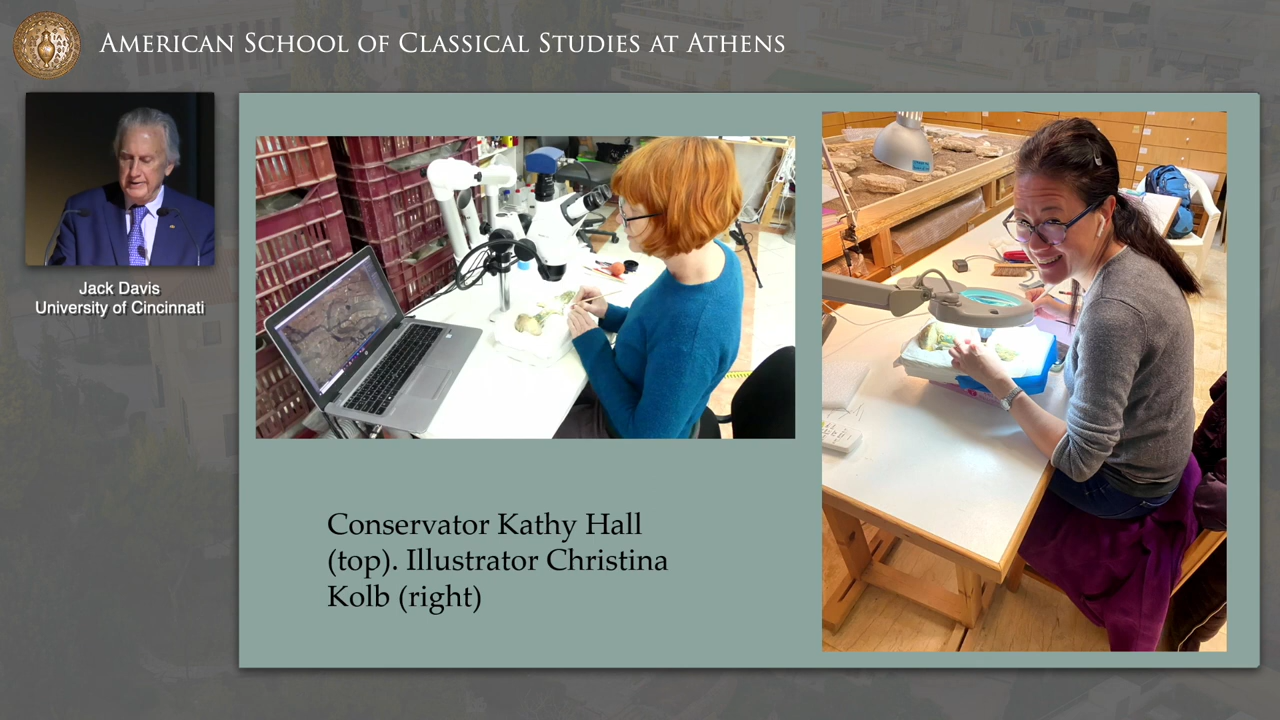 AMERICAN SCHOOL OF CLASSICAL STUDIES AT ATHENS
Jack Davis
University of Cincinnati
Conservator Kathy Hall
(top). Illustrator Christina
Kolb (right)